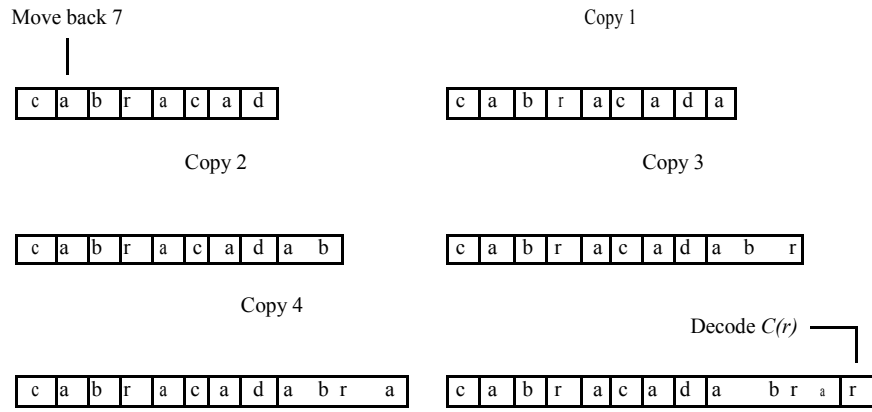 Move back 7
Copy 1
c a b r a c a d
c a b r a c a d a
Copy 2
Copy 3
c a b r a c a d a b
c a b r a c a d a b r
Copy 4
Decode C(r)
c a b r a c a d a b r a
c a b r a c a d a b r a r